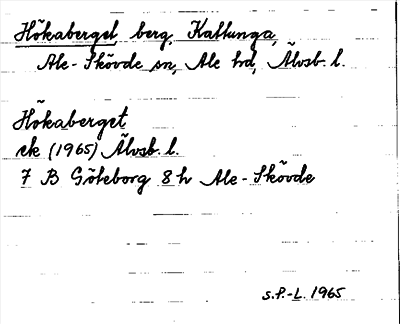 Hökaberget, berg, Kattunga,
Ale-Skövde sn, Ale hd, Älvsb. l.
Hökaberget
ek (1965) Älvsb. l.
7 B Göteborg 8 h Ale-Skövde
s.P.-L. 1965